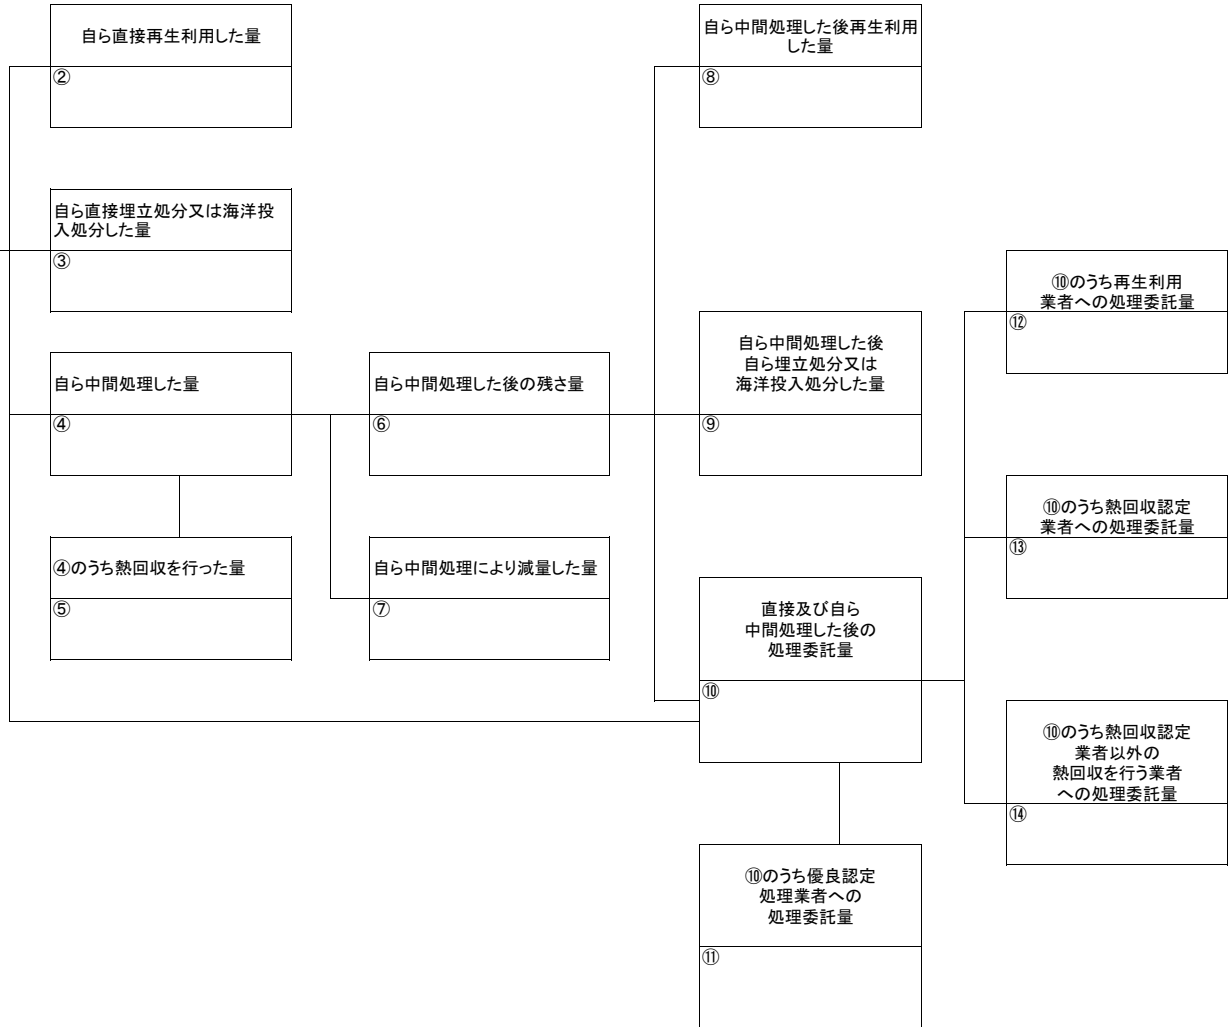 自ら直接再生利用した量
②
自ら直接埋立処分又は海洋投
入処分した量
③
自ら中間処理した量
④
④のうち熱回収を行った量
⑤
自ら中間処理した後の残さ量
⑥
自ら中間処理により減量した量
⑦
自ら中間処理した後再生利用
した量
⑧
自ら中間処理した後
自ら埋立処分又は
海洋投入処分した量
⑨
直接及び自ら
中間処理した後の
処理委託量
⑩
⑩のうち優良認定
処理業者への
処理委託量
⑪
⑩のうち再生利用
業者への処理委託量
⑫
⑩のうち熱回収認定
業者への処理委託量
⑬
⑩のうち熱回収認定
業者以外の
熱回収を行う業者
への処理委託量
⑭